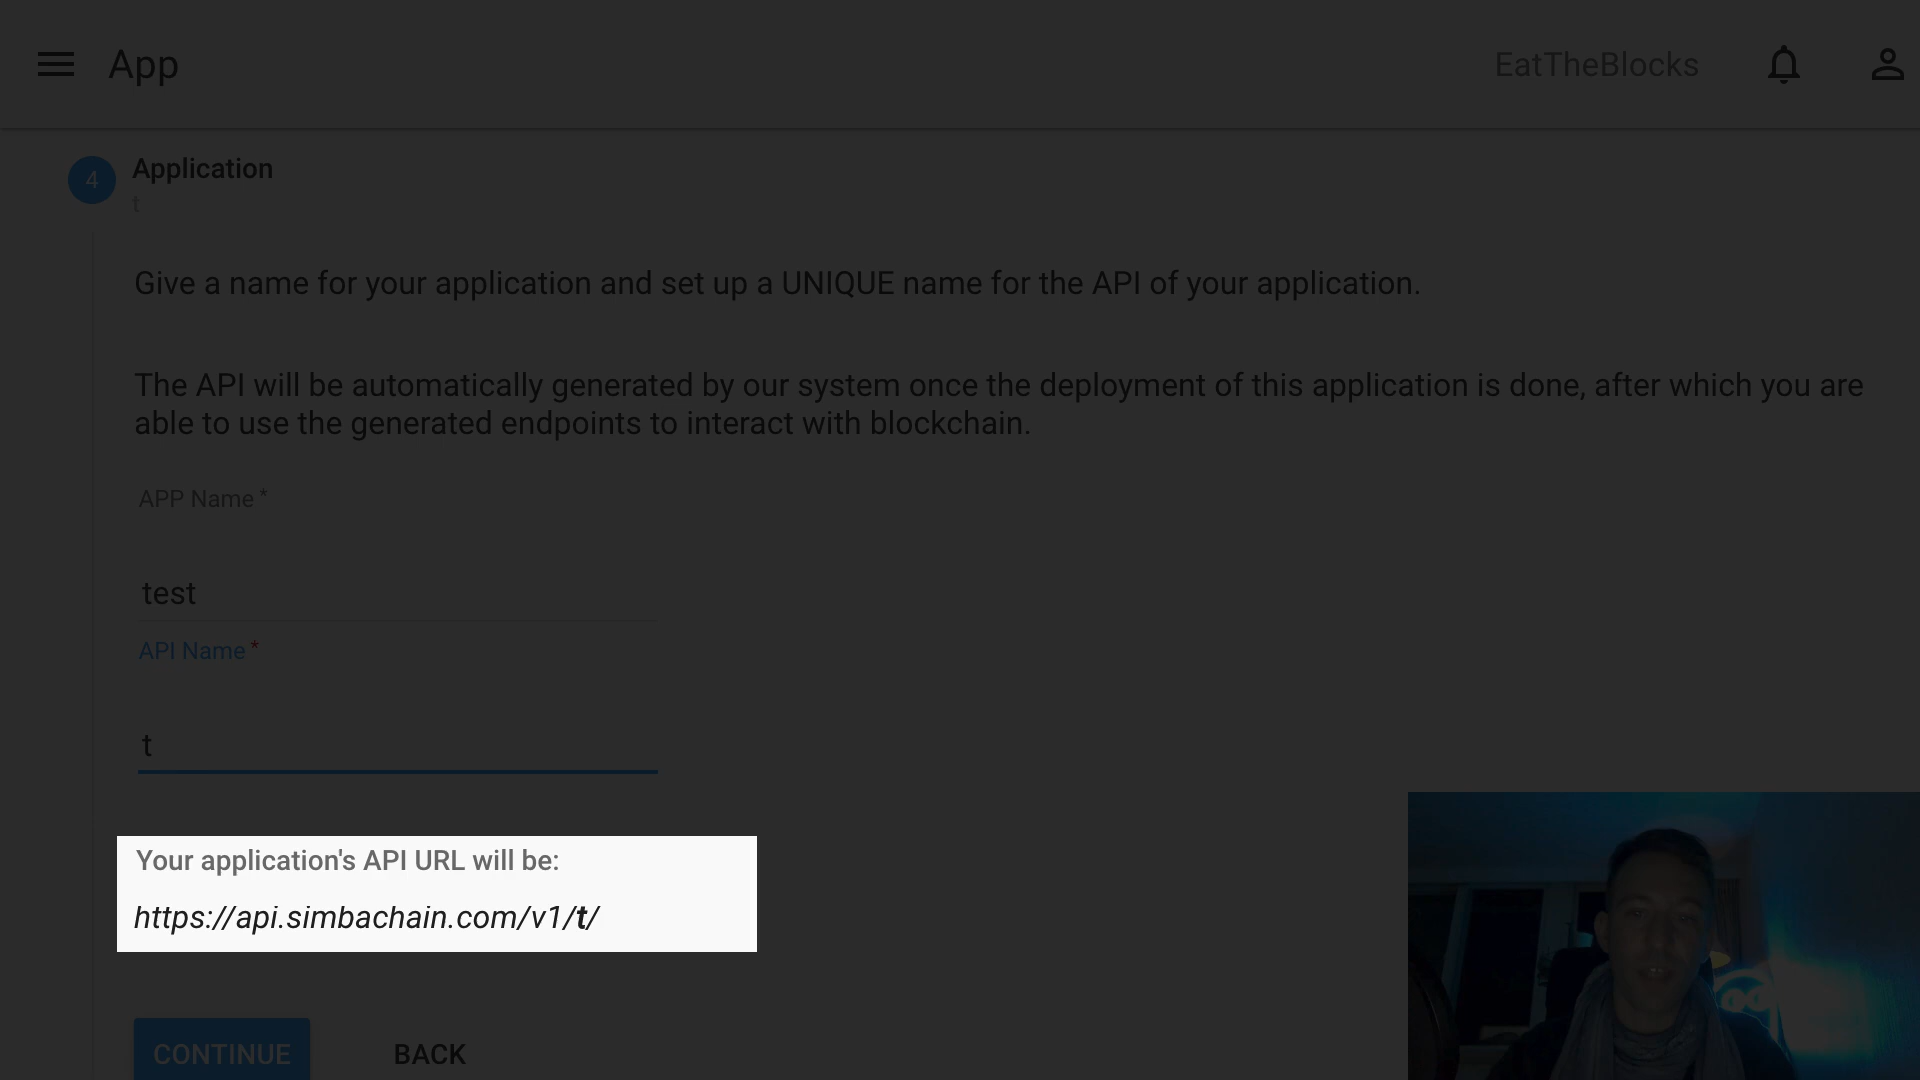 App
EatTheBlocks
4
Application
t
Give a name for your application and set up a UNIQUE name for the API of your application.
The API will be automatically generated by our system once the deployment of this application is done, after which you are
able to use the generated endpoints to interact with blockchain.
APP Name *
test
API Name *
t
Your application's API URL will be:
https://api.simbachain.com/v1/t/
CONTINUE
BACK